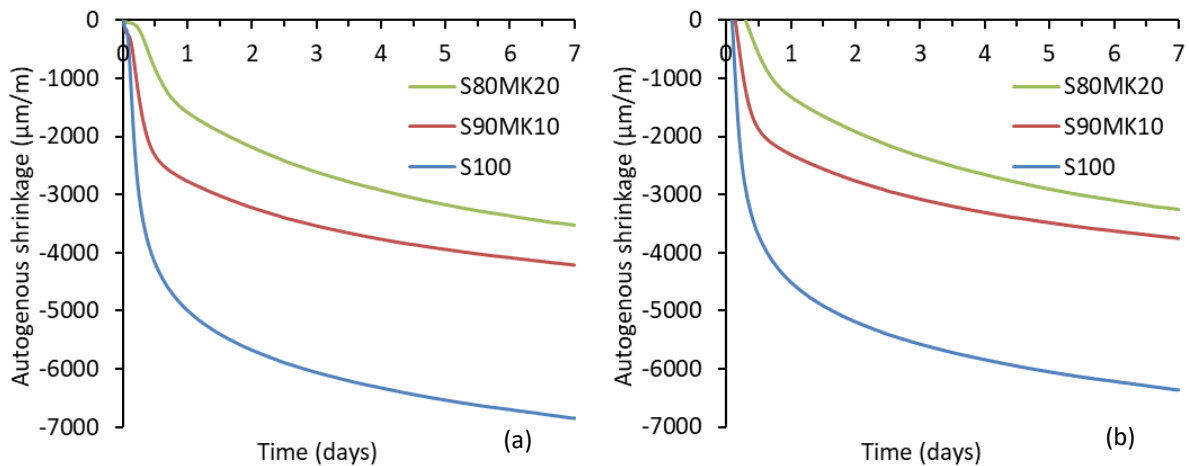 0
-1000
-2000
-3000
-4000
-5000
-6000
-7000
0 1 2 3 4 5 6 7
Autogenous shrinkage (μm/m)
Time (days)
S80MK20
S90MK10
S100
(a)
0
-1000
-2000
-3000
-4000
-5000
-6000
-7000
0 1 2 3 4 5 6 7
Autogenous shrinkage (μm/m)
Time (days)
S80MK20
S90MK10
S100
(b)